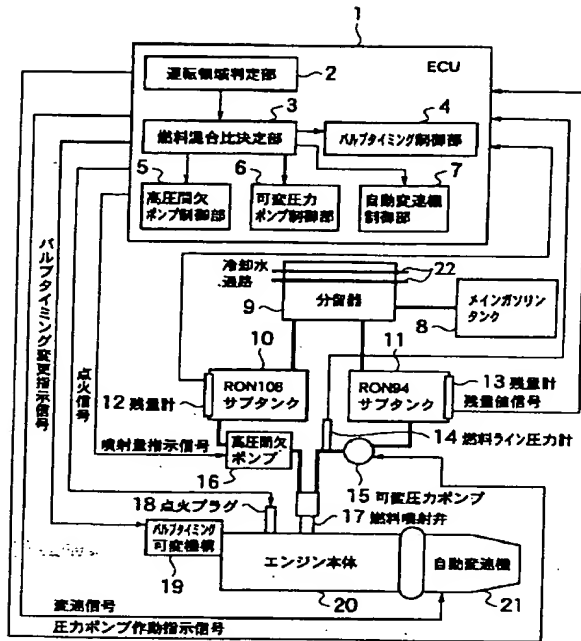 1
ECU
運転領域判定部
2
3
4
燃料混合比決定部
バルブタイミング制御部
5
6
7
高圧間欠
ポンプ制御部
可変圧力
ポンプ制御部
自動変速機
制御部
冷却水
通路
22
分留器
9
メインガソリン
タンク
8
10
11
RON106
サブタンク
RON94
サブタンク
12 残量計
13 残量計
残量値信号
14 燃料ライン圧力計
噴射量指示信号
高圧間欠
ポンプ
16
15 可変圧力ポンプ
17 燃料噴射弁
18 点火プラグ
バルブタイミング
可変機構
19
エンジン本体
20
自動変速機
21
変速信号
圧力ポンプ作動指示信号
バルブタイミング変更指示信号
点火信号